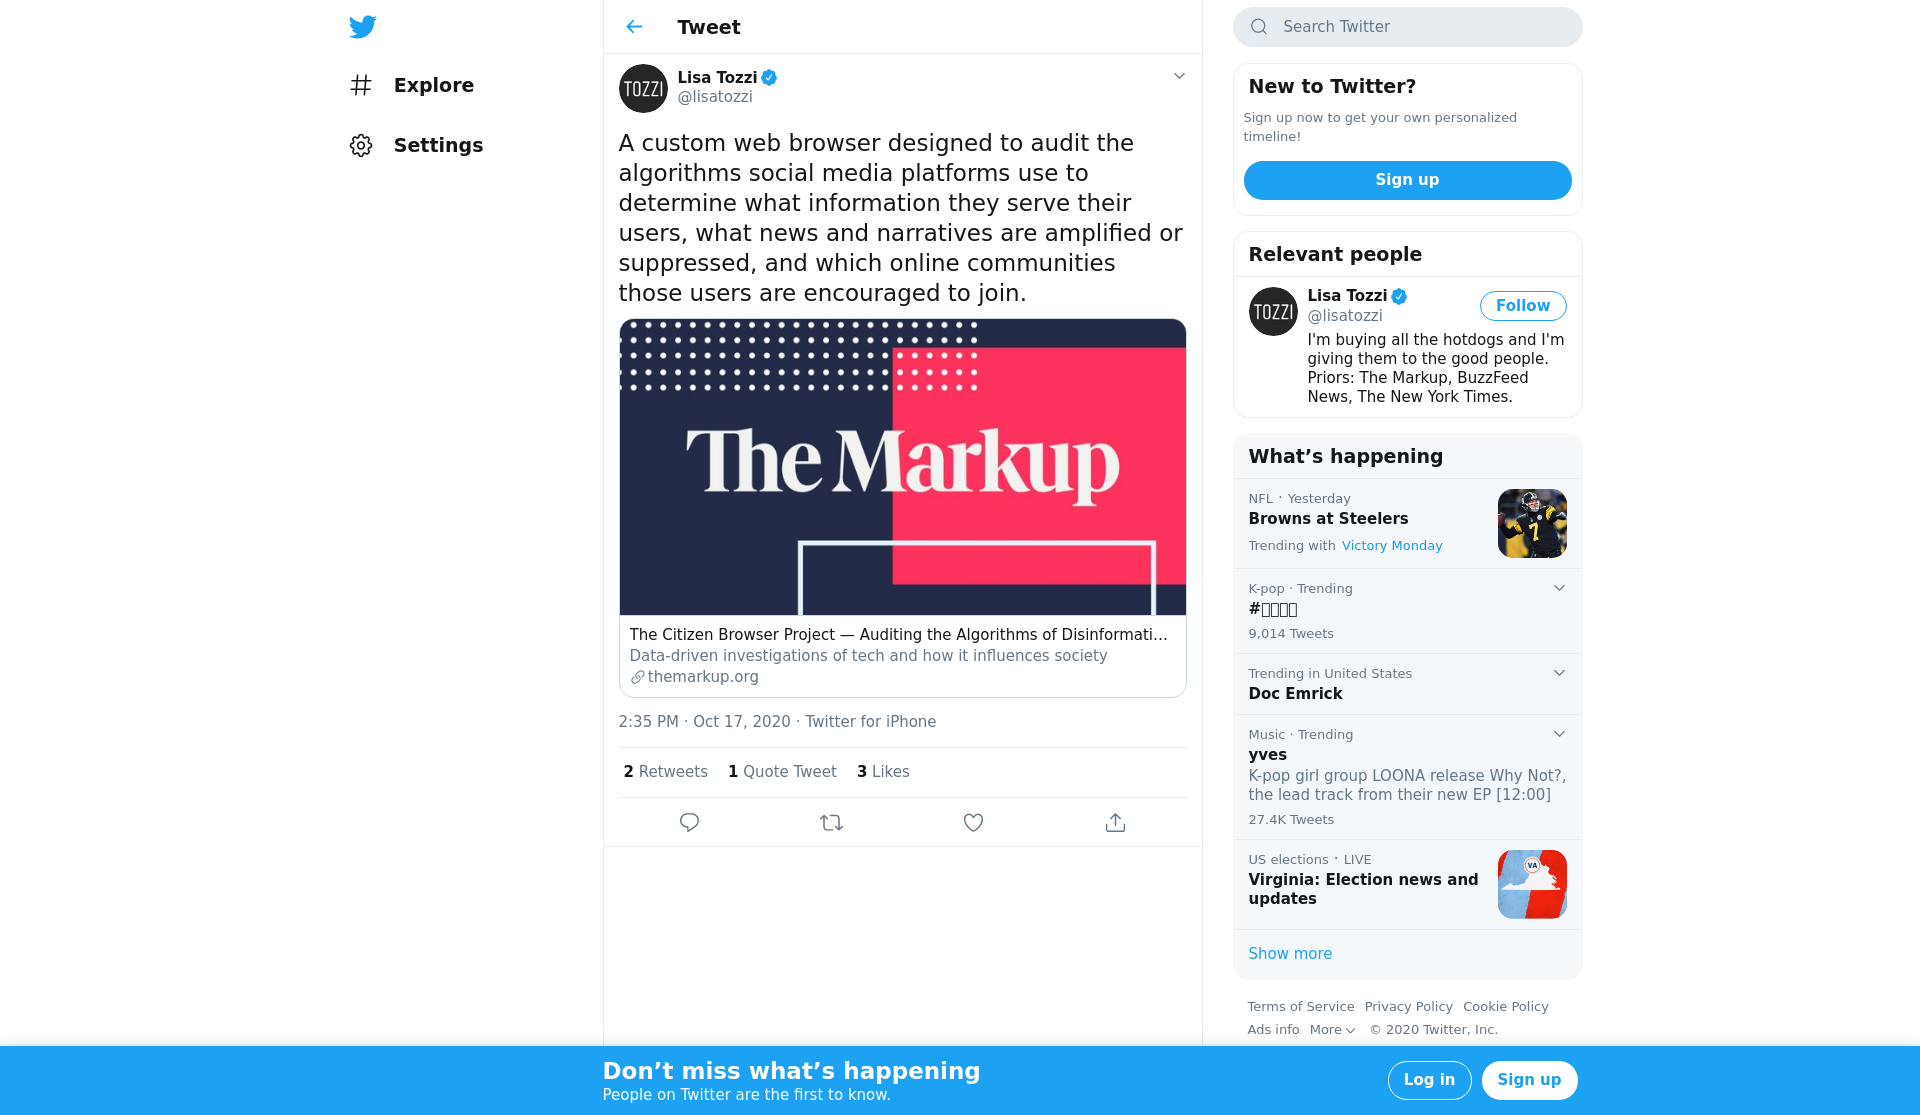 Explore
Settings
Tweet
TOZZI
Lisa Tozzi
@lisatozzi
A custom web browser designed to audit the
algorithms social media platforms use to
determine what information they serve their
users, what news and narratives are amplified or
suppressed, and which online communities
those users are encouraged to join.
The Markup
The Citizen Browser Project — Auditing the Algorithms of Disinformati…
Data-driven investigations of tech and how it influences society
themarkup.org
2:35 PM · Oct 17, 2020 · Twitter for iPhone
2 Retweets 1 Quote Tweet 3 Likes
Search Twitter
New to Twitter?
Sign up now to get your own personalized
timeline!
Sign up
Relevant people
TOZZI
Lisa Tozzi
@lisatozzi
Follow
I'm buying all the hotdogs and I'm
giving them to the good people.
Priors: The Markup, BuzzFeed
News, The New York Times.
What’s happening
NFL · Yesterday
Browns at Steelers
Trending with Victory Monday
7
K-pop · Trending
#
9,014 Tweets
Trending in United States
Doc Emrick
Music · Trending
yves
K-pop girl group LOONA release Why Not?,
the lead track from their new EP [12:00]
27.4K Tweets
US elections · LIVE
Virginia: Election news and
updates
VA
Show more
Terms of Service Privacy Policy Cookie Policy
Ads info More © 2020 Twitter, Inc.
Don’t miss what’s happening
People on Twitter are the first to know.
Log in
Sign up